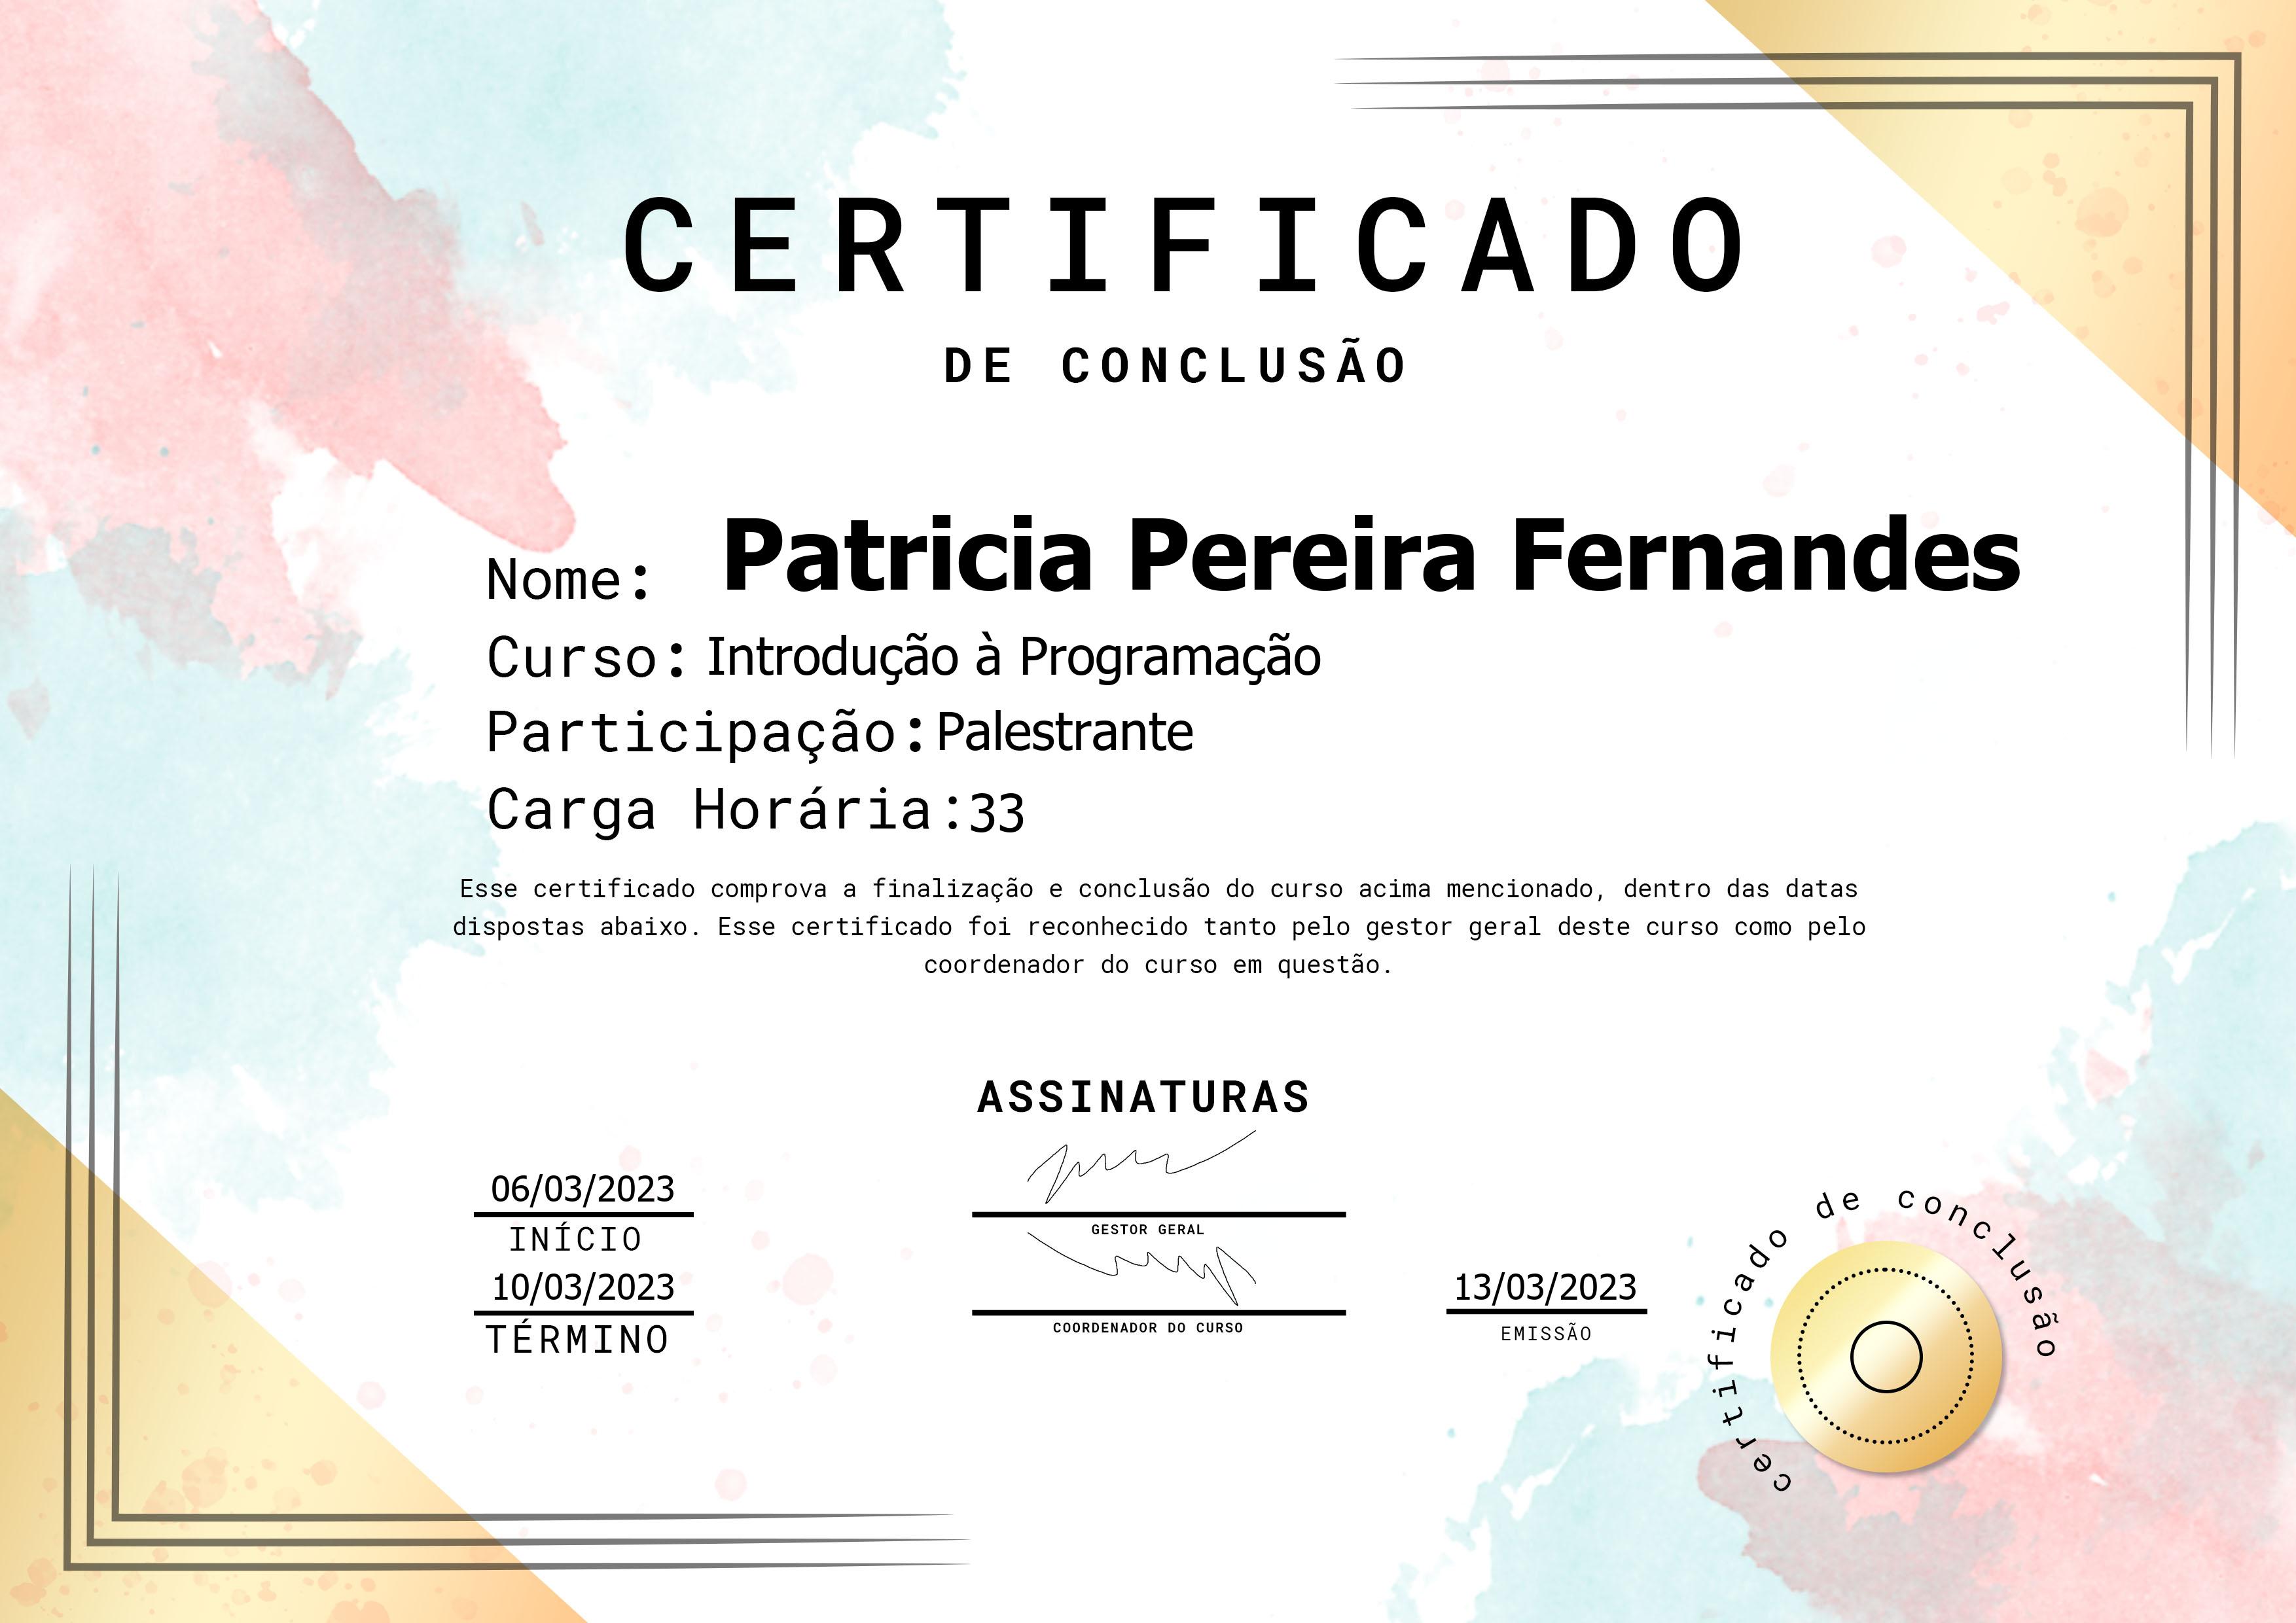 CERTIFICADO
DE CONCLUSÃO
Nome: Patricia Pereira Fernandes
Curso: Introdução à Programação
Participação: Palestrante
Carga Horária:33
Esse certificado comprova a finalização e conclusão do curso acima mencionado, dentro das datas
dispostas abaixo. Esse certificado foi reconhecido tanto pelo gestor geral deste curso como pelo
coordenador do curso em questão.
ASSINATURAS
06/03/2023
INÍCIO
GESTOR GERAL
10/03/2023
TÉRMINO
COORDENADOR DO CURSO
13/03/2023
EMISSÃO
certificado de conclusão